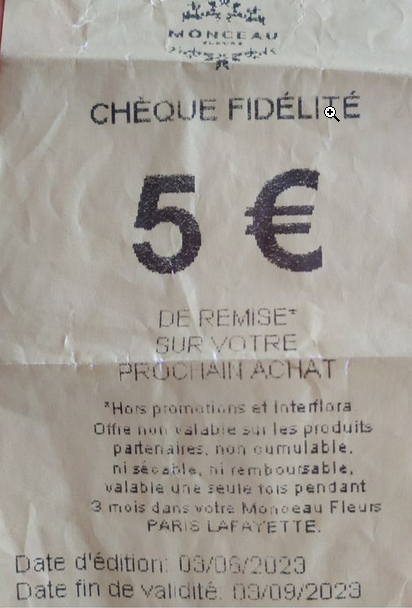 MONCEAU
FLEURS
CHÈQUE FIDÉLITÉ
5 €
DE REMISE*
SUR VOTRE
PROCHAIN ACHAT
*Hors promotions et Interflora
Offre non valable sur les produits
partenaires, non cumulable,
ni sécable, ni remboursable,
valable une seule fois pendant
3 mois dans votre Monceau Fleurs
PARIS LAFAYETTE.
Date d'édition: 03/06/2023
Date fin de validité: 03/09/2023